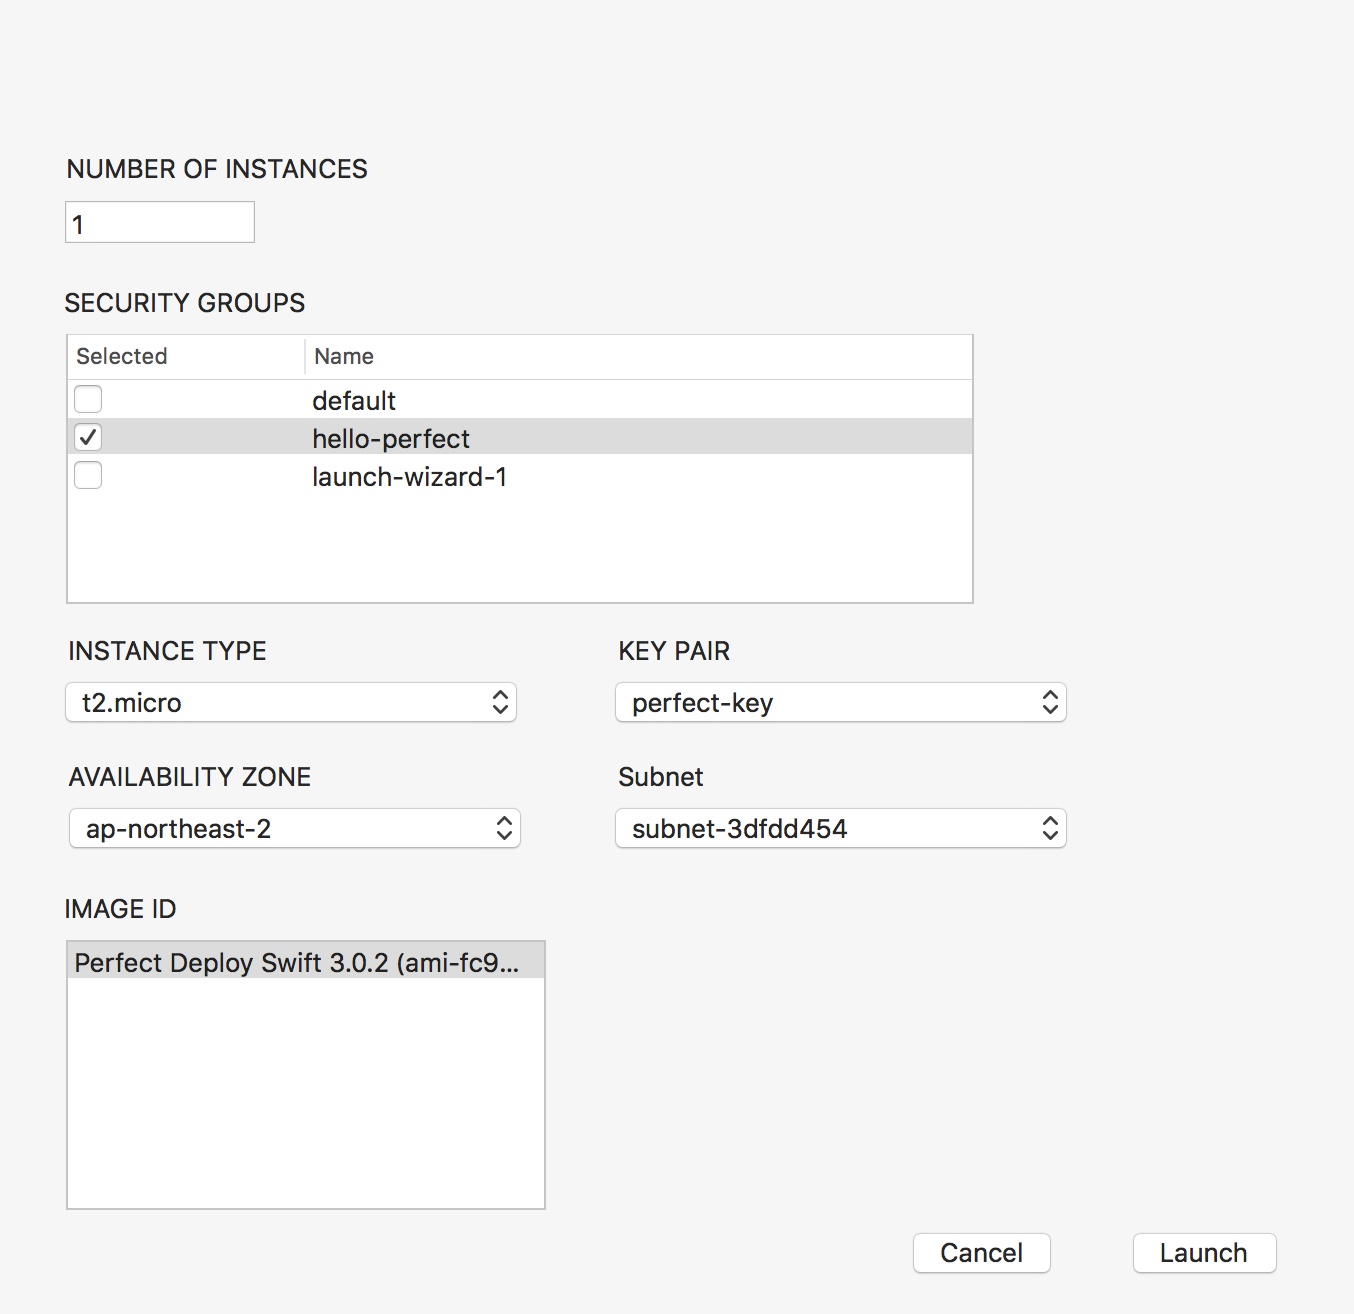 NUMBER OF INSTANCES
1
SECURITY GROUPS
Selected Name
default
hello-perfect
launch-wizard-1
INSTANCE TYPE KEY PAIR
t2.micro perfect-key
AVAILABILITY ZONE Subnet
ap-northeast-2 subnet-3dfdd454
IMAGE ID
Perfect Deploy Swift 3.0.2 (ami-fc9...
Cancel Launch